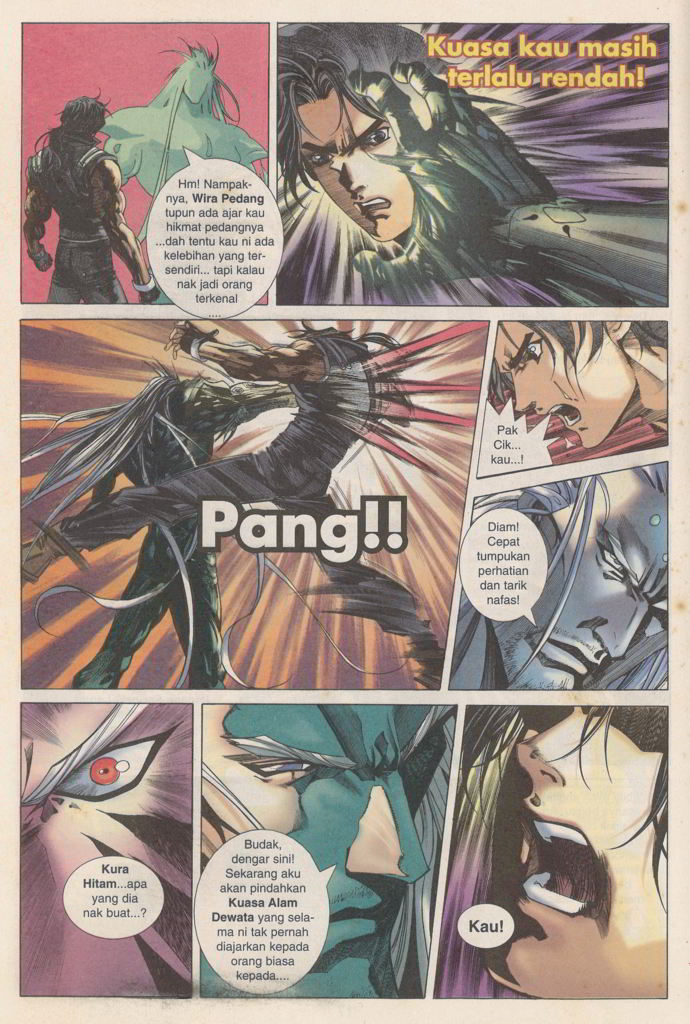 Hm! Nampak-
nya, Wira Pedang
tupun ada ajar kau
hikmat pedangnya
...dah tentu kau ni ada
kelebihan yang ter-
sendiri... tapi kalau
nak jadi orang
terkenal
....
Kuasa kau masih
terlalu rendah!
Pang!!
Pak
Cik...
kau...!
Diam!
Cepat
tumpukan
perhatian
dan tarik
nafas!
Kura
Hitam...apa
yang dia
nak buat...?
Budak,
dengar sini!
Sekarang aku
akan pindahkan
Kuasa Alam
Dewata yang sela-
ma ni tak pernah
diajarkan kepada
orang biasa
kepada....
Kau!